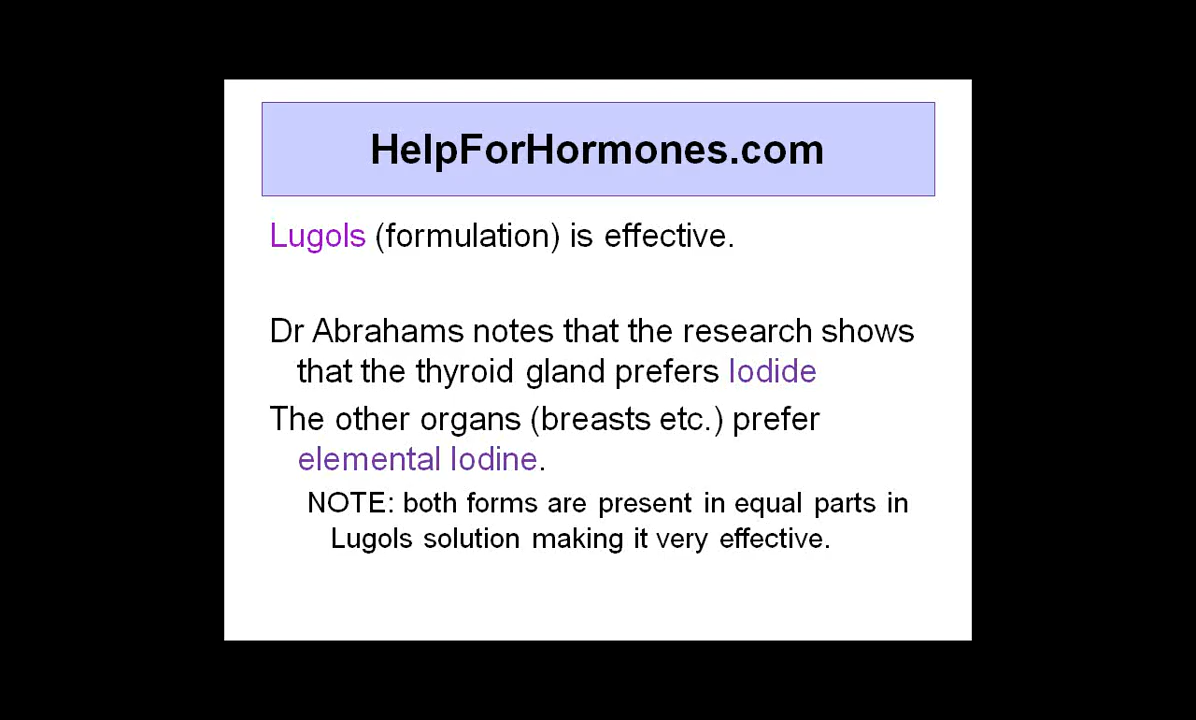 HelpForHormones.com
Lugols (formulation) is effective.
Dr Abrahams notes that the research shows
that the thyroid gland prefers Iodide
The other organs (breasts etc.) prefer
elemental Iodine.
NOTE: both forms are present in equal parts in
Lugols solution making it very effective.